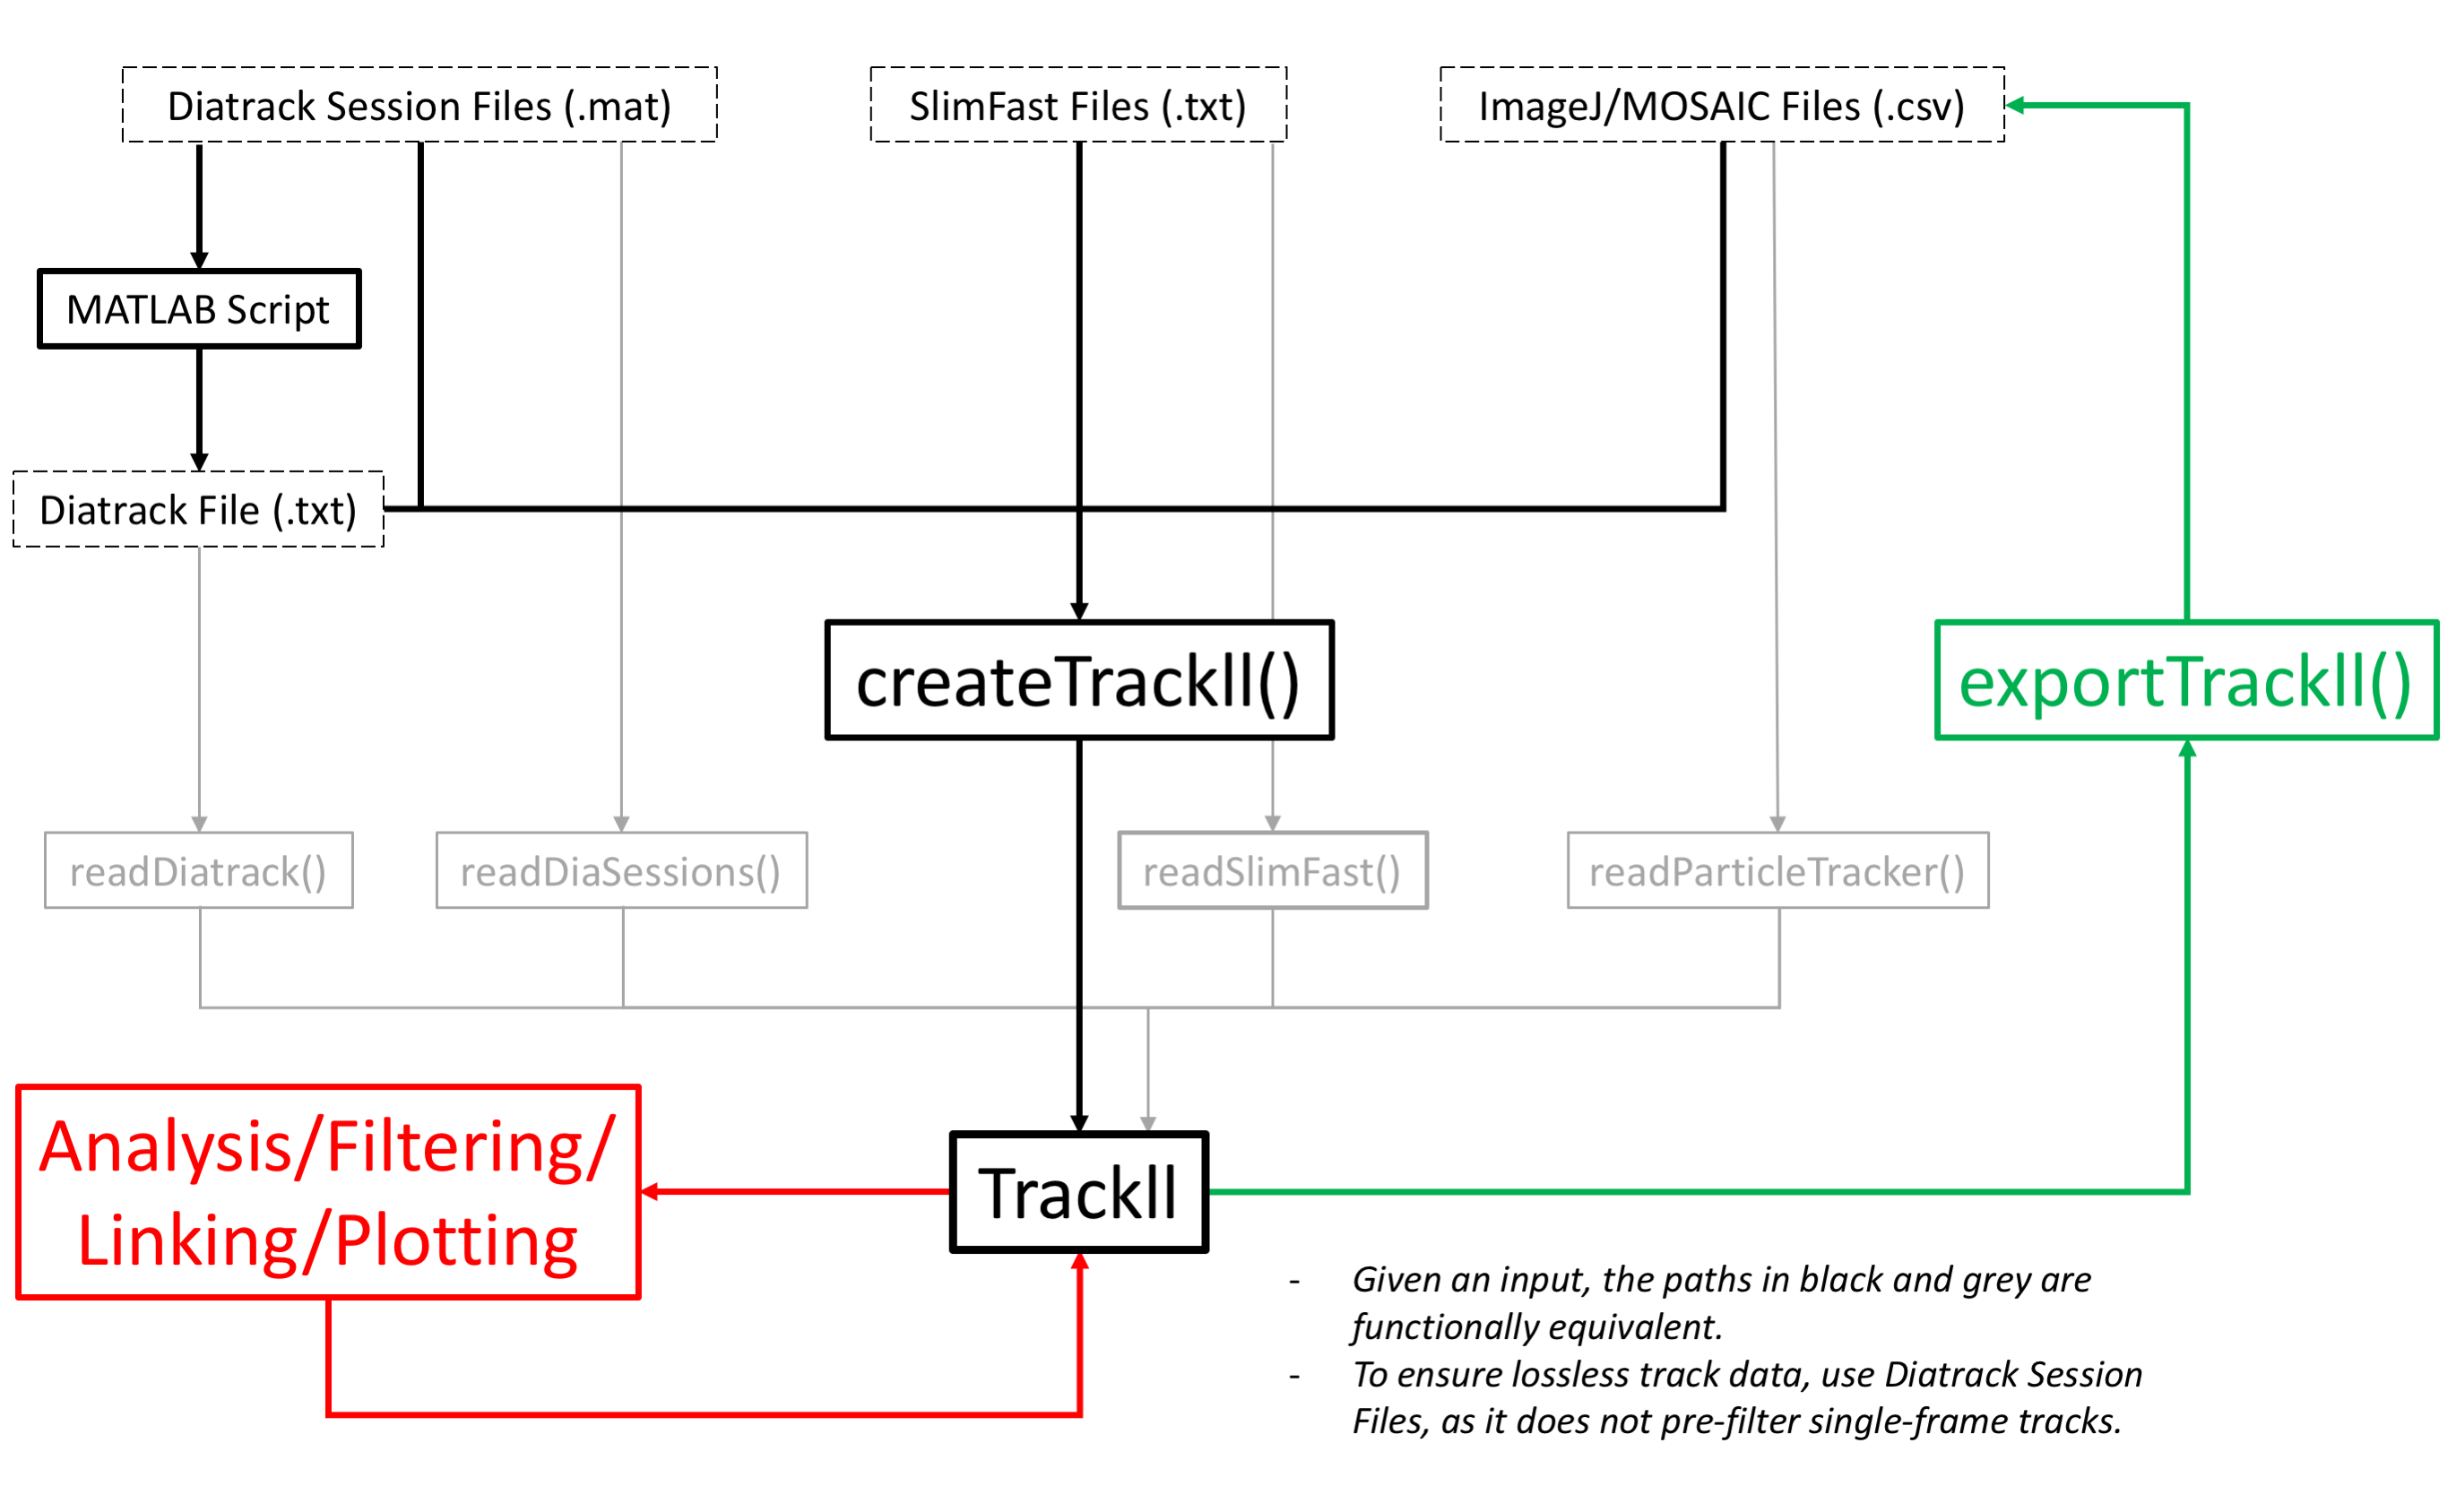 Diatrack Session Files (.mat)
SlimFast Files (.txt)
ImageJ/MOSAIC Files (.csv)
MATLAB Script
Diatrack File (.txt)
createTrackll()
exportTrackll()
readDiatrack()
readDiaSessions()
readSlimFast()
readParticleTracker()
Analysis/Filtering/
Linking/Plotting
Trackll
- Given an input, the paths in black and grey are
functionally equivalent.
- To ensure lossless track data, use Diatrack Session
Files, as it does not pre-filter single-frame tracks.